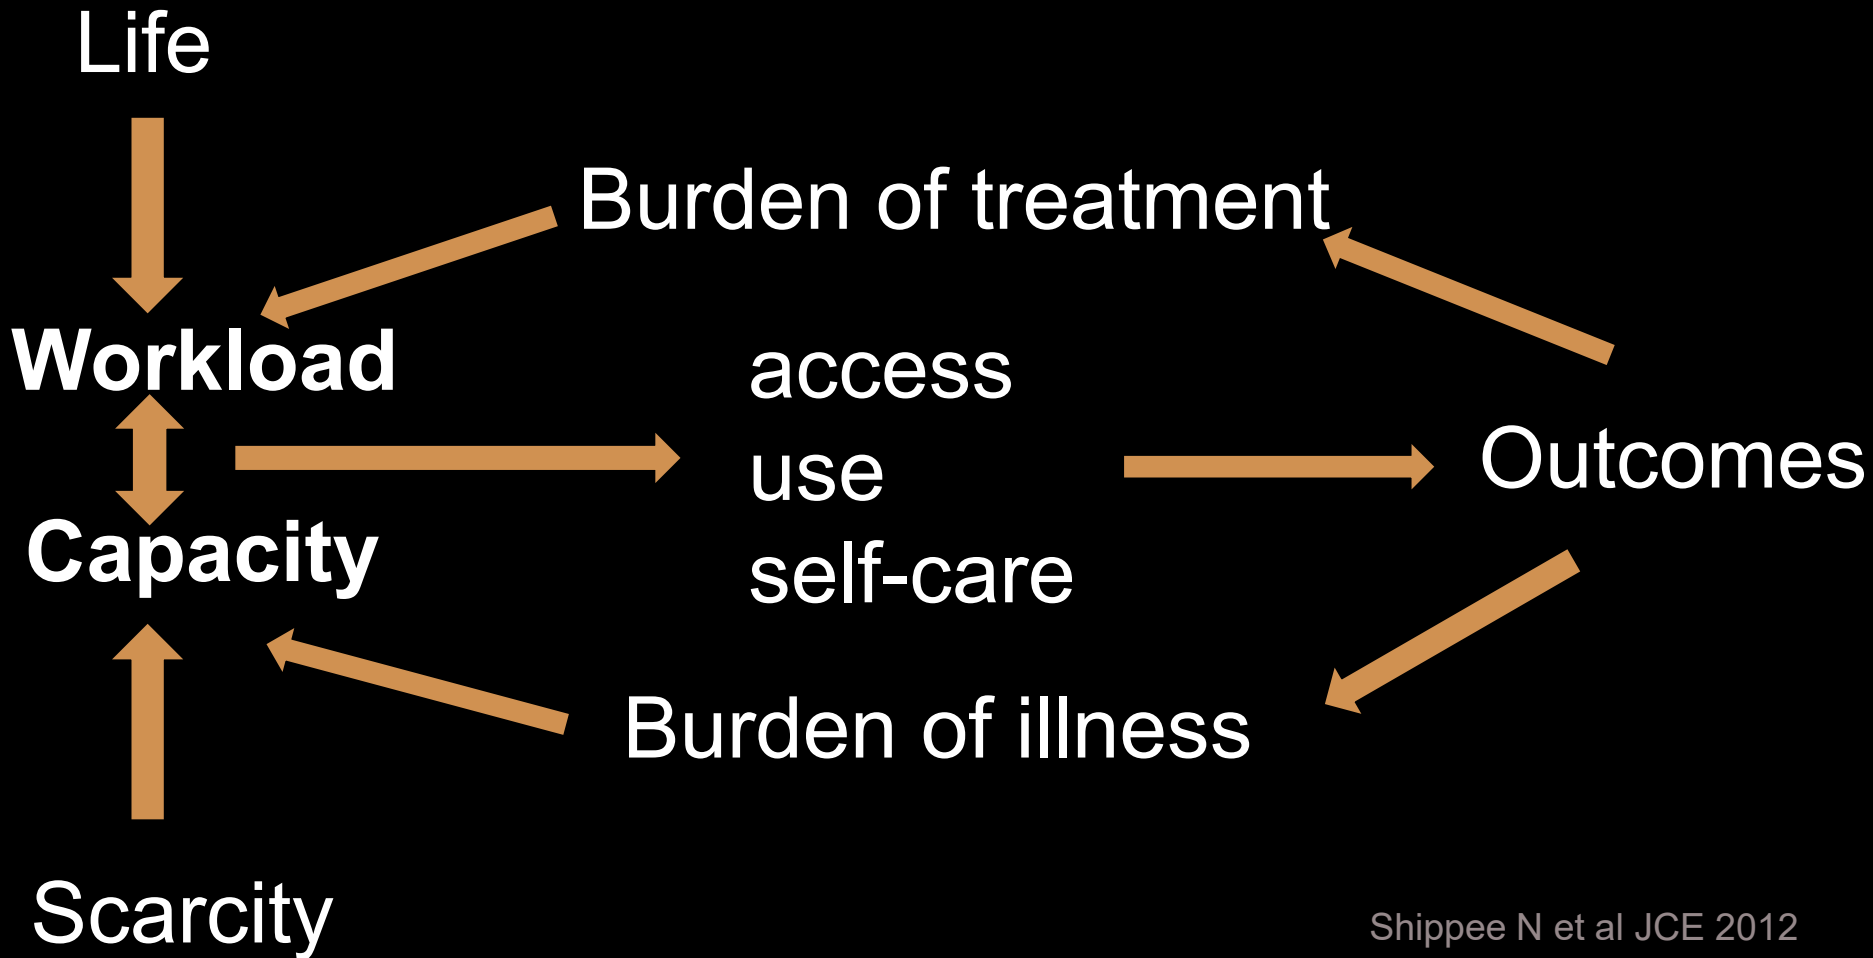 Life
Burden of treatment
Workload
access
use
Outcomes
Capacity
self-care
Burden of illness
Scarcity
Shippee N et al JCE 2012